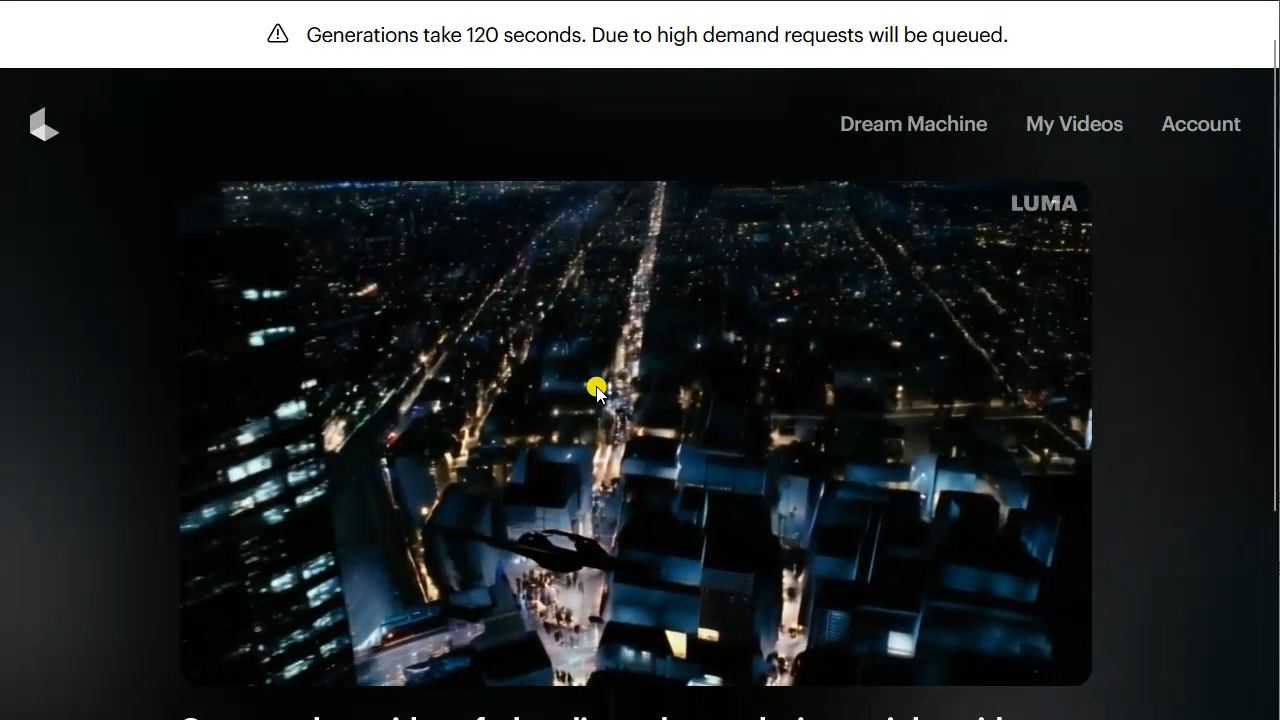 Generations take 120 seconds. Due to high demand requests will be queued.
Dream Machine My Videos Account
LUMA